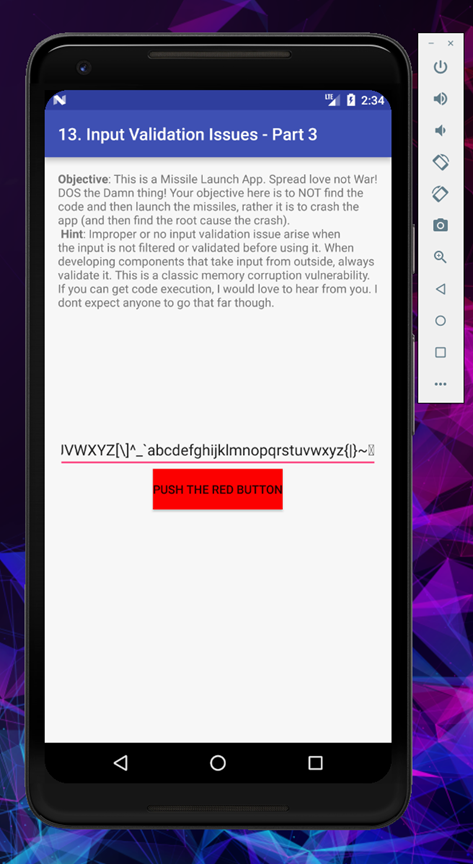 LTE 2:34
13. Input Validation Issues - Part 3
Objective: This is a Missile Launch App. Spread love not War!
DOS the Damn thing! Your objective here is to NOT find the
code and then launch the missiles, rather it is to crash the
app (and then find the root cause the crash).
Hint: Improper or no input validation issue arise when
the input is not filtered or validated before using it. When
developing components that take input from outside, always
validate it. This is a classic memory corruption vulnerability.
If you can get code execution, I would love to hear from you. I
dont expect anyone to go that far though.
UVWXYZ[\]^_`abcdefghijklmnopqrstuvwxyz{|}~
PUSH THE RED BUTTON